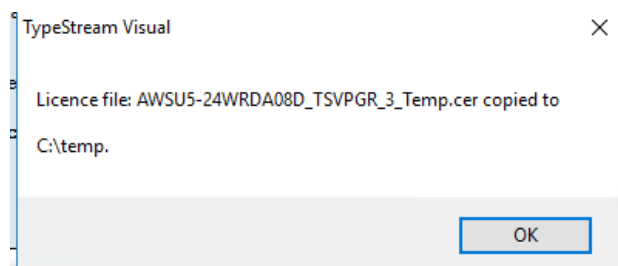 TypeStream Visual
Licence file: AWSU5-24WRDA08D_TSVPGR_3_Temp.cer copied to
C:\temp.
OK